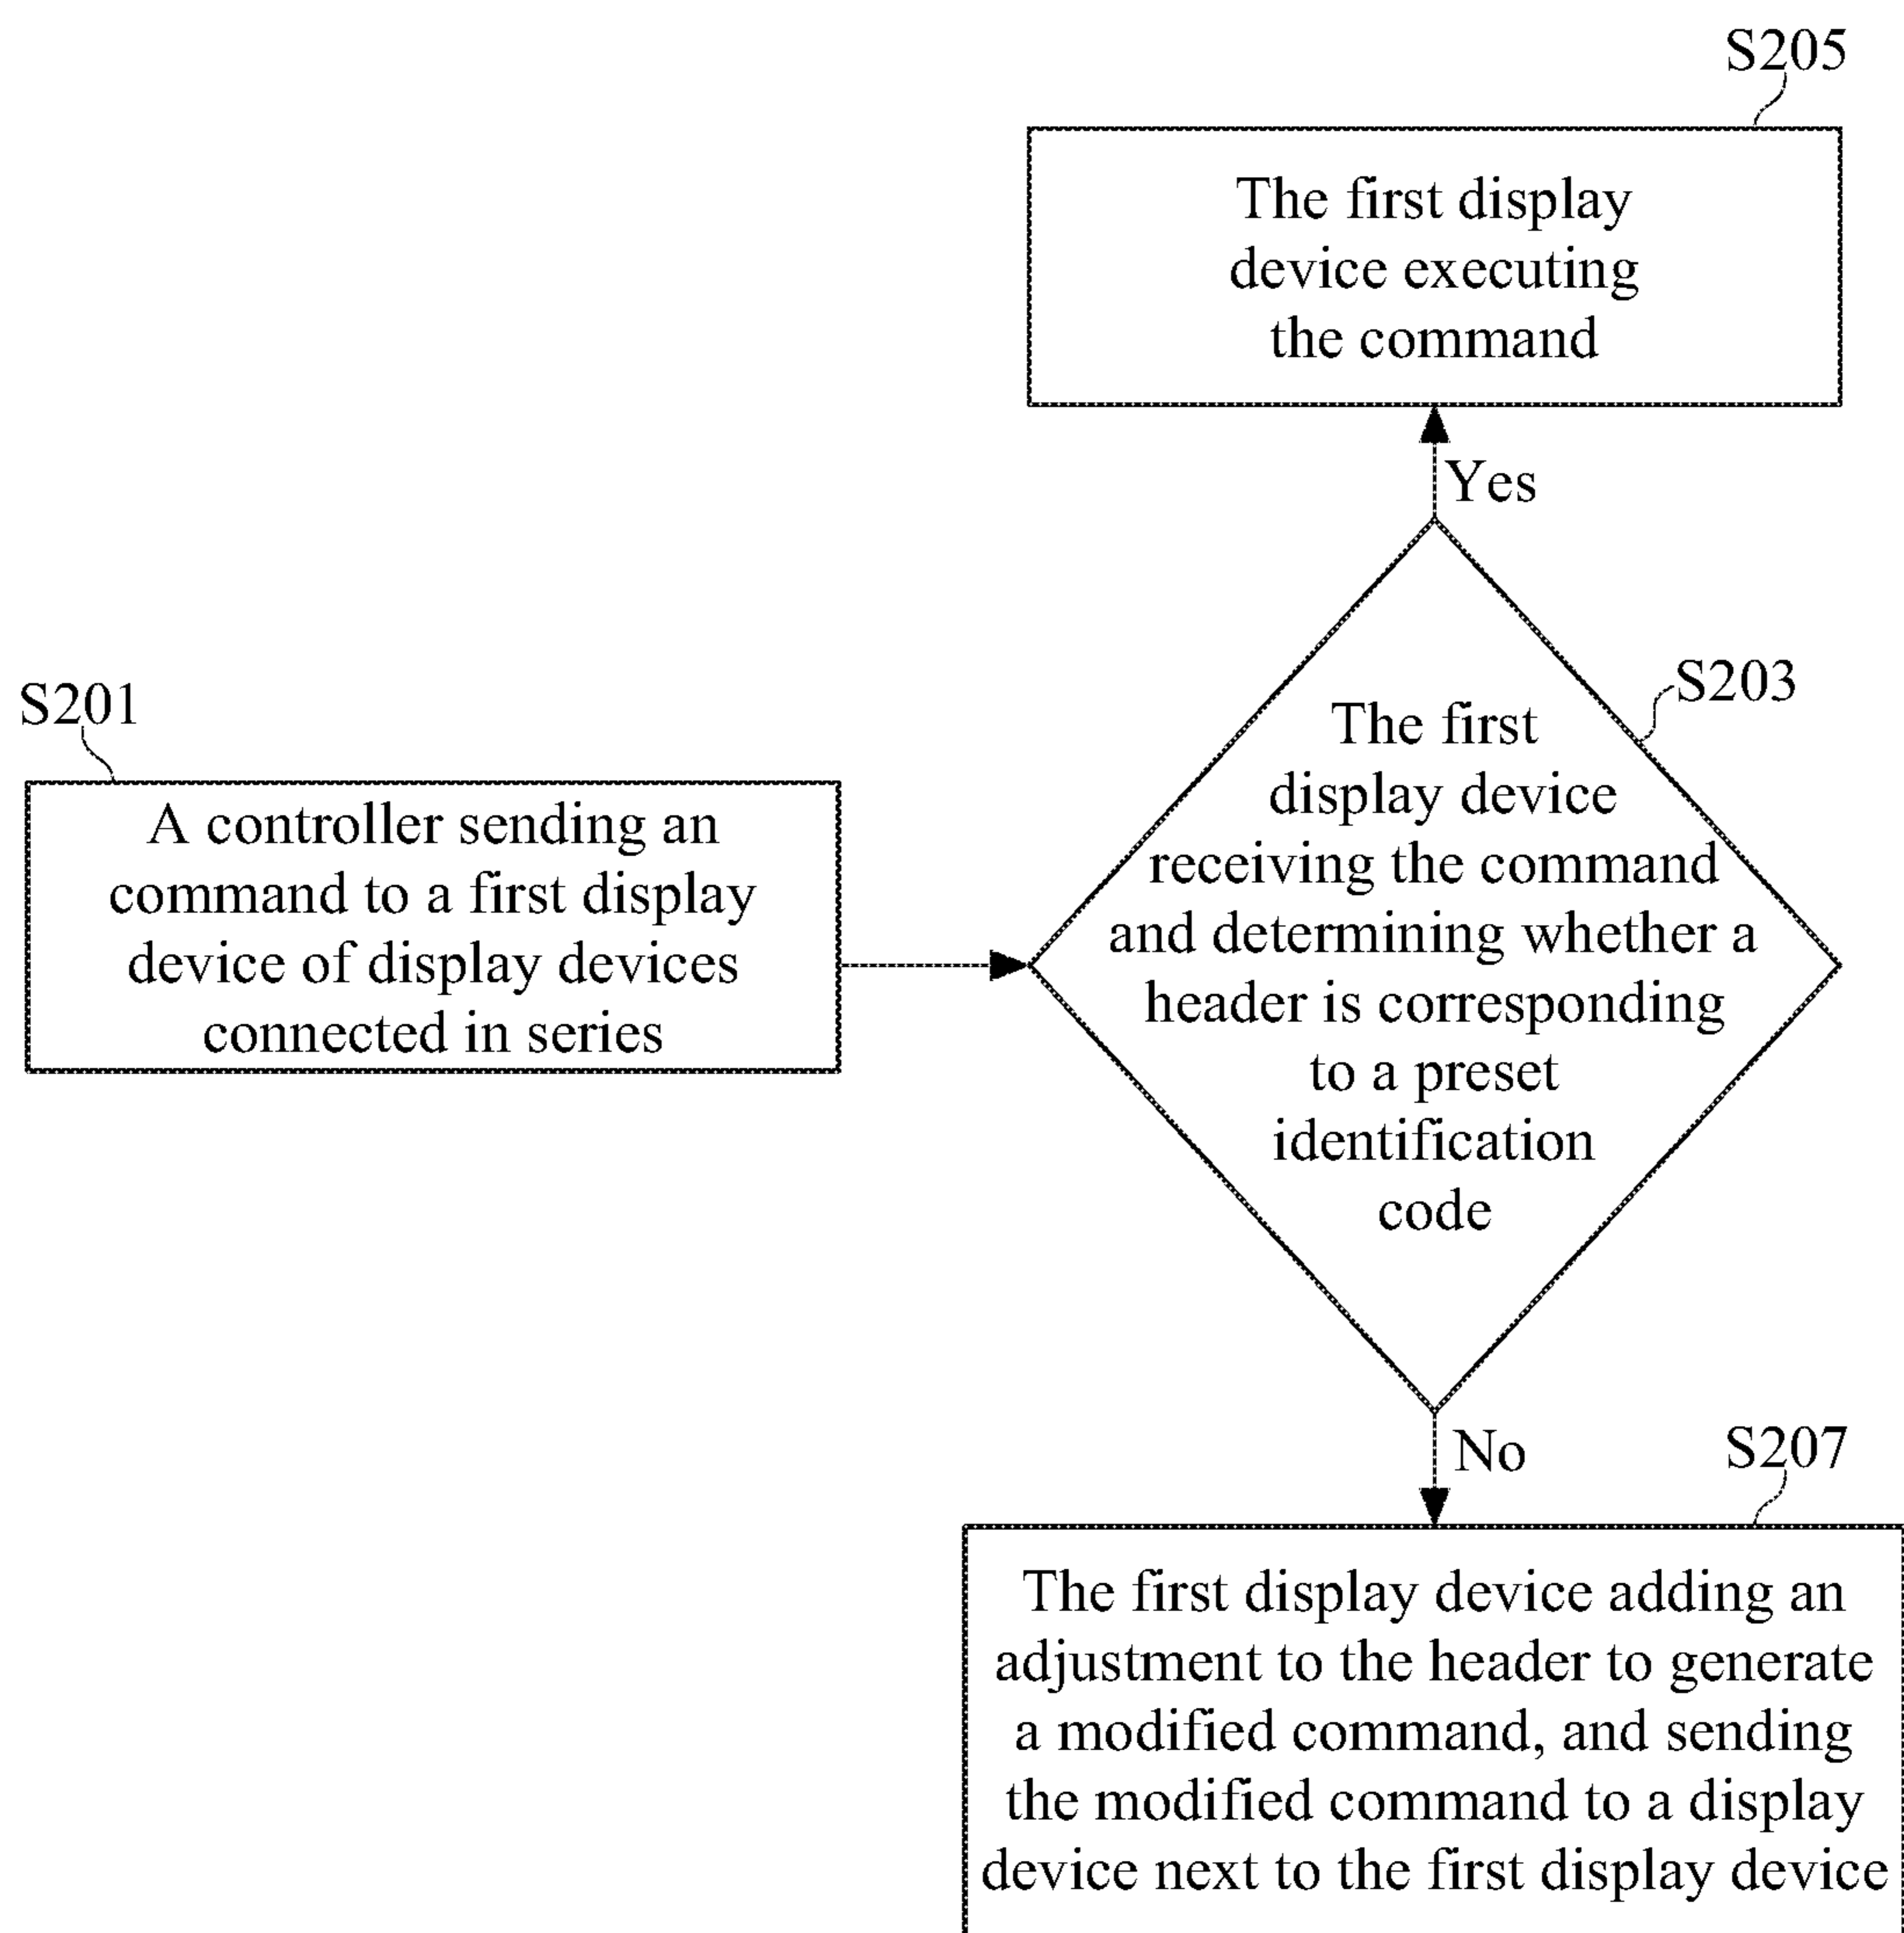 S201
A controller sending an
command to a first display
device of display devices
connected in series
S203
The first
display device
receiving the command
and determining whether a
header is corresponding
to a preset
identification
code
Yes
S205
The first display
device executing
the command
No
S207
The first display device adding an
adjustment to the header to generate
a modified command, and sending
the modified command to a display
device next to the first display device